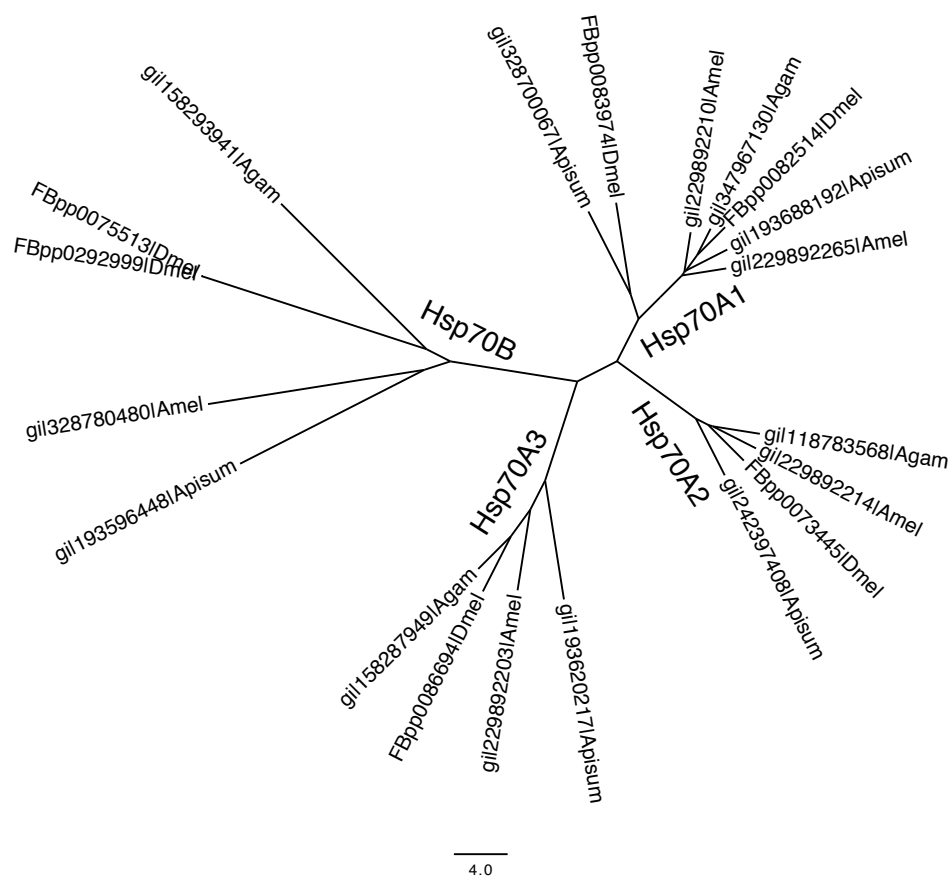 gi|328700067|Apisum
FBpp0083974|Dmel
gi|229892210|Amel
gi|347967130|Agam
FBpp0082514|Dmel
gi|193688192|Apisum
gi|229892265|Amel
Hsp70A1
gi|158293941|Agam
FBpp0075513|Dmel
FBpp0292999|Dmel
Hsp70B
gi|328780480|Amel
gi|193596448|Apisum
Hsp70A2
gi|118783568|Agam
gi|229892214|Amel
FBpp0073445|Dmel
gi|242397408|Apisum
Hsp70A3
gi|158287949|Agam
FBpp0086694|Dmel
gi|229892203|Amel
gi|193620217|Apisum
4.0